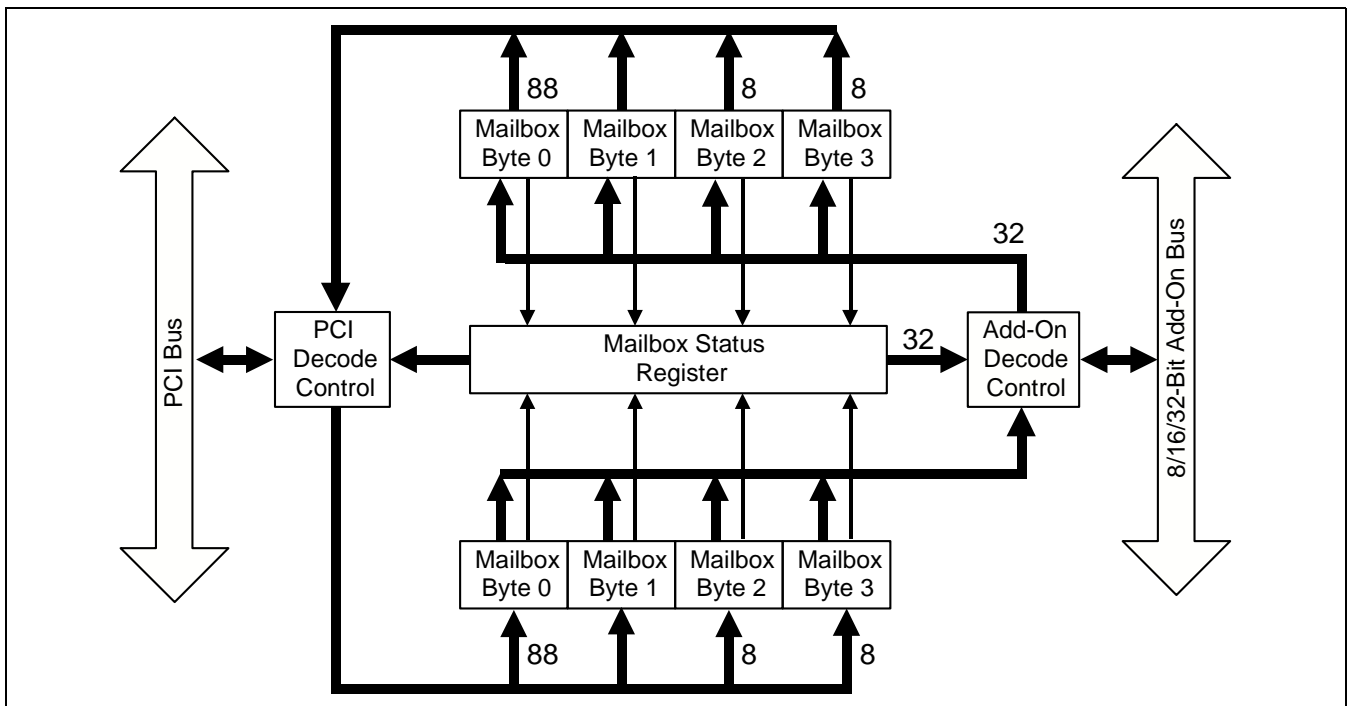 88
8
8
Mailbox
Byte 0
Mailbox
Byte 1
Mailbox
Byte 2
Mailbox
Byte 3
32
PCI Bus
PCI
Decode
Control
Mailbox Status
Register
32
Add-On
Decode
Control
8/16/32-Bit Add-On Bus
Mailbox
Byte 0
Mailbox
Byte 1
Mailbox
Byte 2
Mailbox
Byte 3
88
8
8